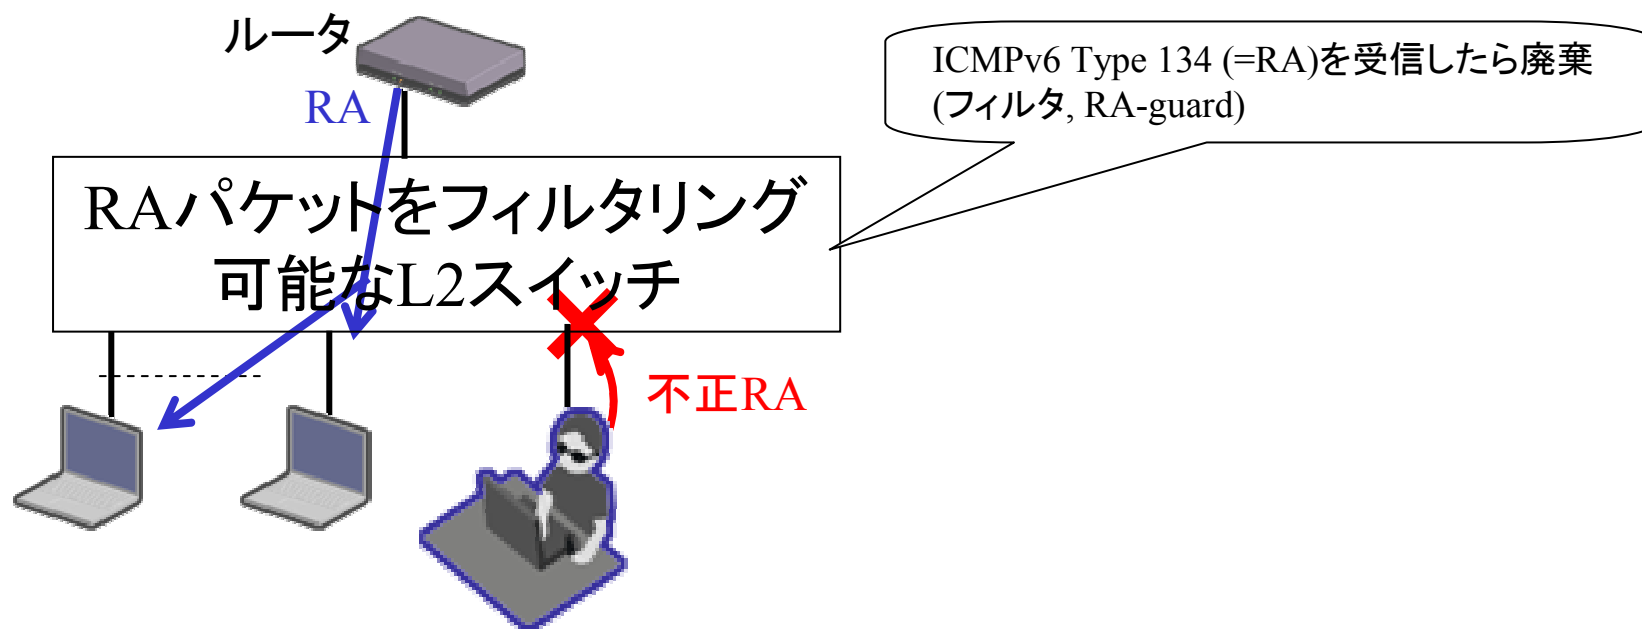 ルータ
ICMPv6 Type 134 (=RA)を受信したら廃棄
(フィルタ, RA-guard)
RA
RAパケットをフィルタリング
可能なL2スイッチ
不正RA